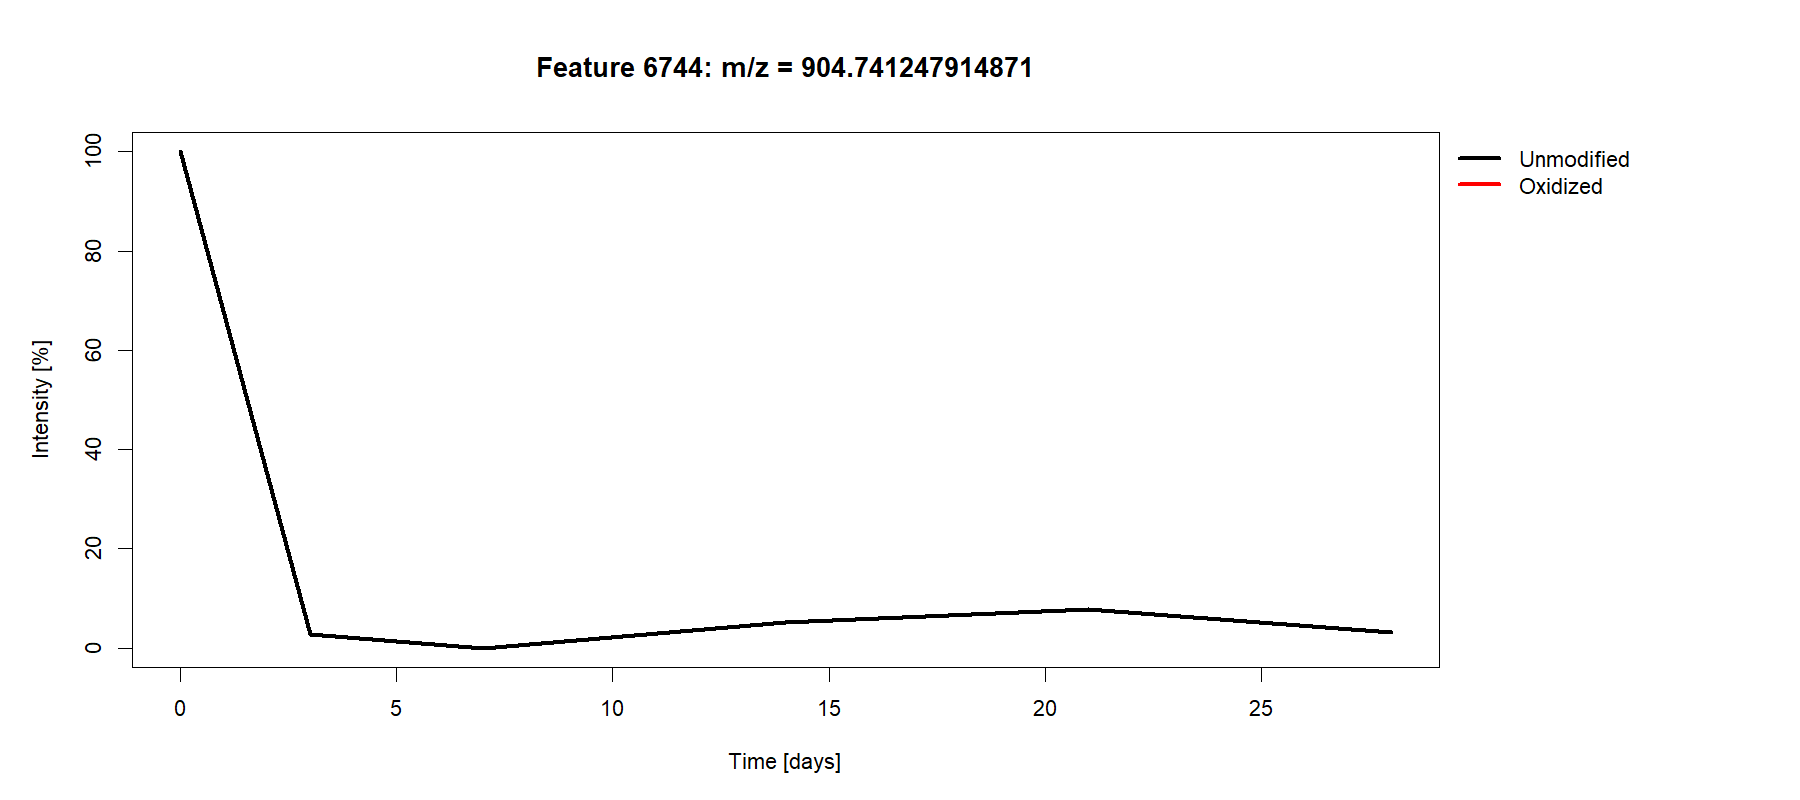 Feature 6744: m/z = 904.741247914871
Unmodified
Oxidized
Intensity [%]
100
80
60
40
20
0
0 5 10 15 20 25
Time [days]